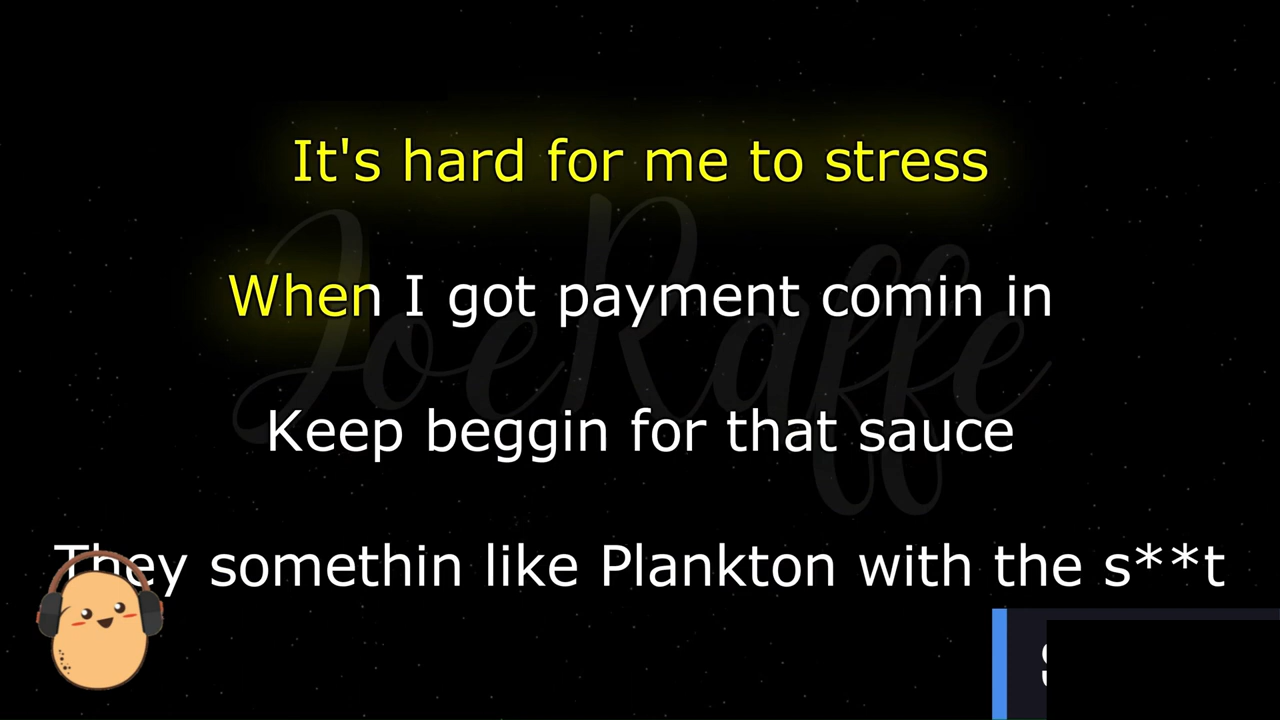 It's hard for me to stress
When I got payment comin in
JoeRaffe
Keep beggin for that sauce
They somethin like Plankton with the s**t